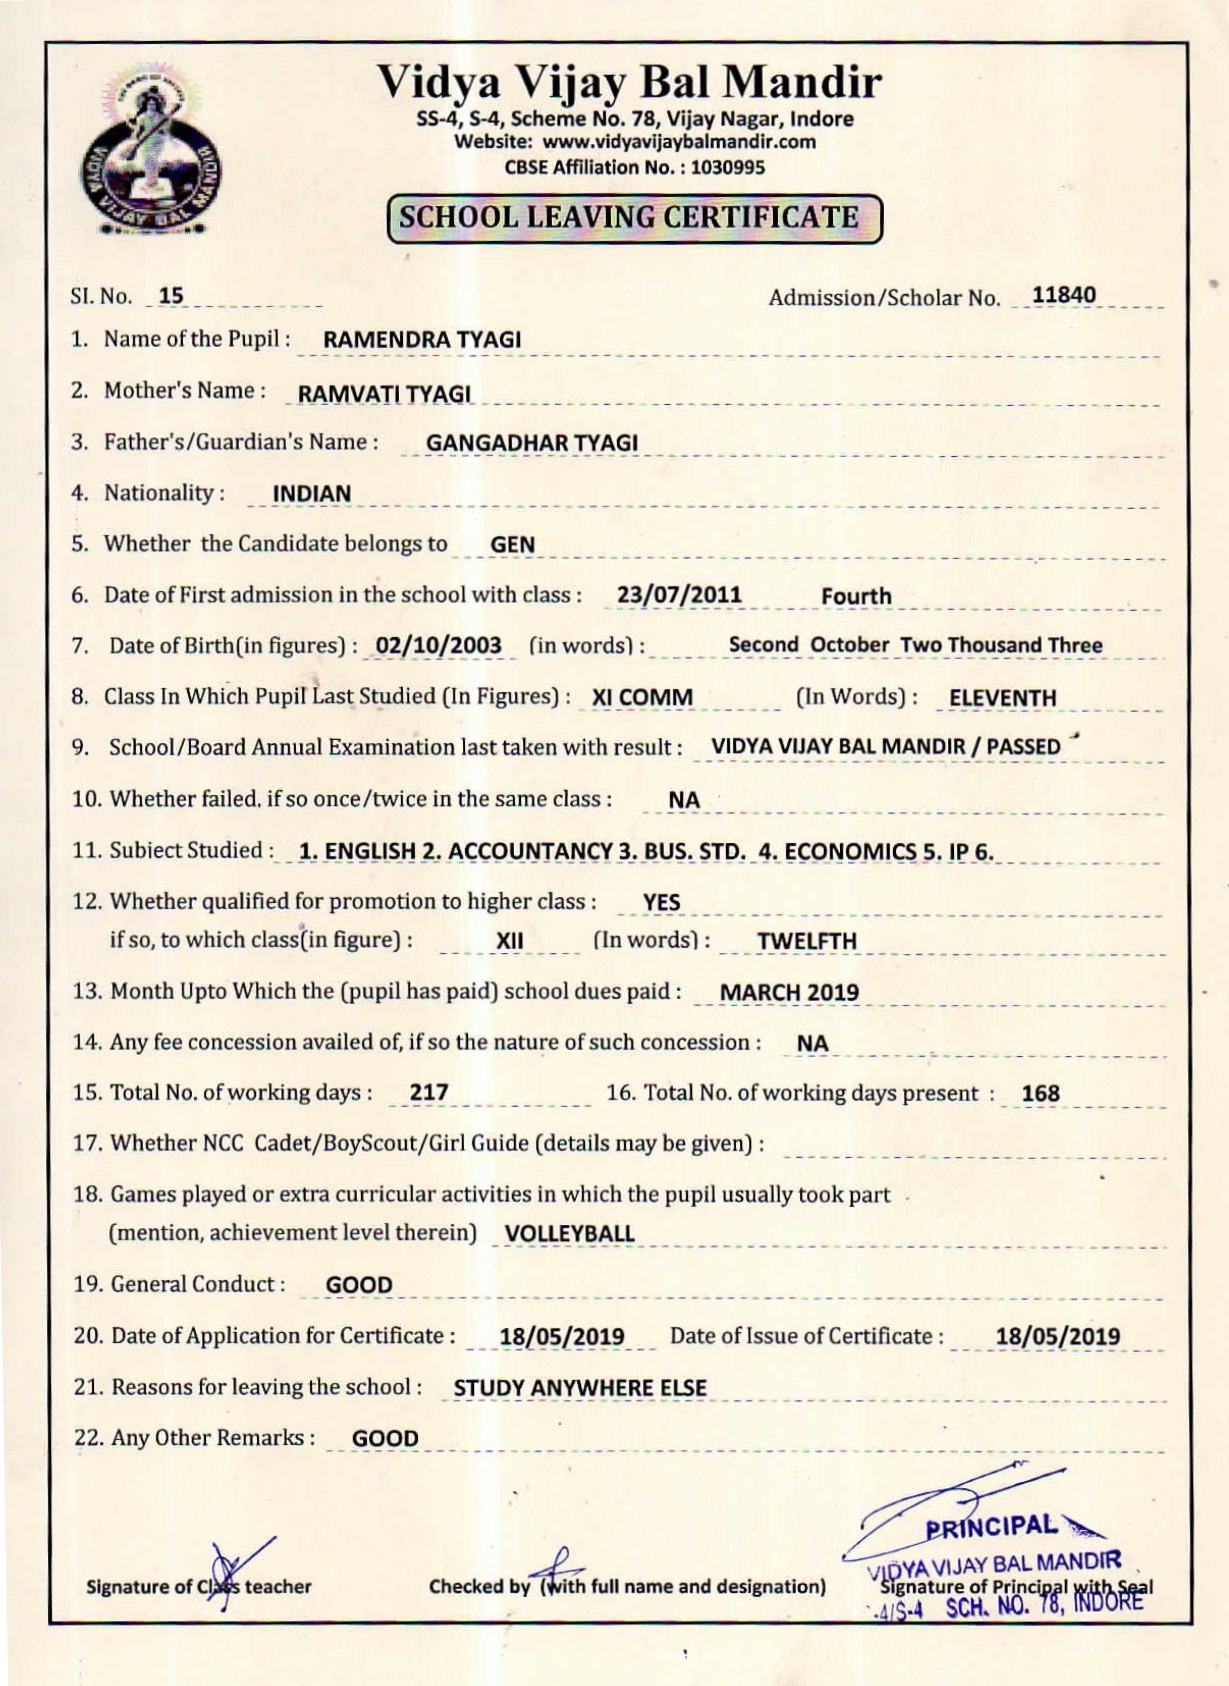 Vidya Vijay Bal Mandir
SS-4, S-4, Scheme No. 78, Vijay Nagar, Indore
Website: www.vidyavijaybalmandir.com
CBSE Affiliation No. : 1030995
VIDYA VIJAY BAL MANDIR
SCHOOL LEAVING CERTIFICATE
SI. No. 15 Admission/Scholar No. 11840
1. Name of the Pupil : RAMENDRA TYAGI
2. Mother's Name : RAMVATI TYAGI
3. Father's/Guardian's Name : GANGADHAR TYAGI
4. Nationality : INDIAN
5. Whether the Candidate belongs to GEN
6. Date of First admission in the school with class : 23/07/2011 Fourth
7. Date of Birth(in figures) : 02/10/2003 (in words) : Second October Two Thousand Three
8. Class In Which Pupil Last Studied (In Figures) : XI COMM (In Words) : ELEVENTH
9. School/Board Annual Examination last taken with result : VIDYA VIJAY BAL MANDIR / PASSED
10. Whether failed, if so once/twice in the same class : NA
11. Subject Studied : 1. ENGLISH 2. ACCOUNTANCY 3. BUS. STD. 4. ECONOMICS 5. IP 6.
12. Whether qualified for promotion to higher class : YES
if so, to which class(in figure) : XII (In words) : TWELFTH
13. Month Upto Which the (pupil has paid) school dues paid : MARCH 2019
14. Any fee concession availed of, if so the nature of such concession : NA
15. Total No. of working days : 217 16. Total No. of working days present : 168
17. Whether NCC Cadet/BoyScout/Girl Guide (details may be given) :
18. Games played or extra curricular activities in which the pupil usually took part
(mention, achievement level therein) VOLLEYBALL
19. General Conduct : GOOD
20. Date of Application for Certificate : 18/05/2019 Date of Issue of Certificate : 18/05/2019
21. Reasons for leaving the school : STUDY ANYWHERE ELSE
22. Any Other Remarks : GOOD
PRINCIPAL
VIDYA VIJAY BAL MANDIR
Signature of Class teacher Checked by (with full name and designation) Signature of Principal with Seal
4/S-4 SCH. NO. 78, INDORE